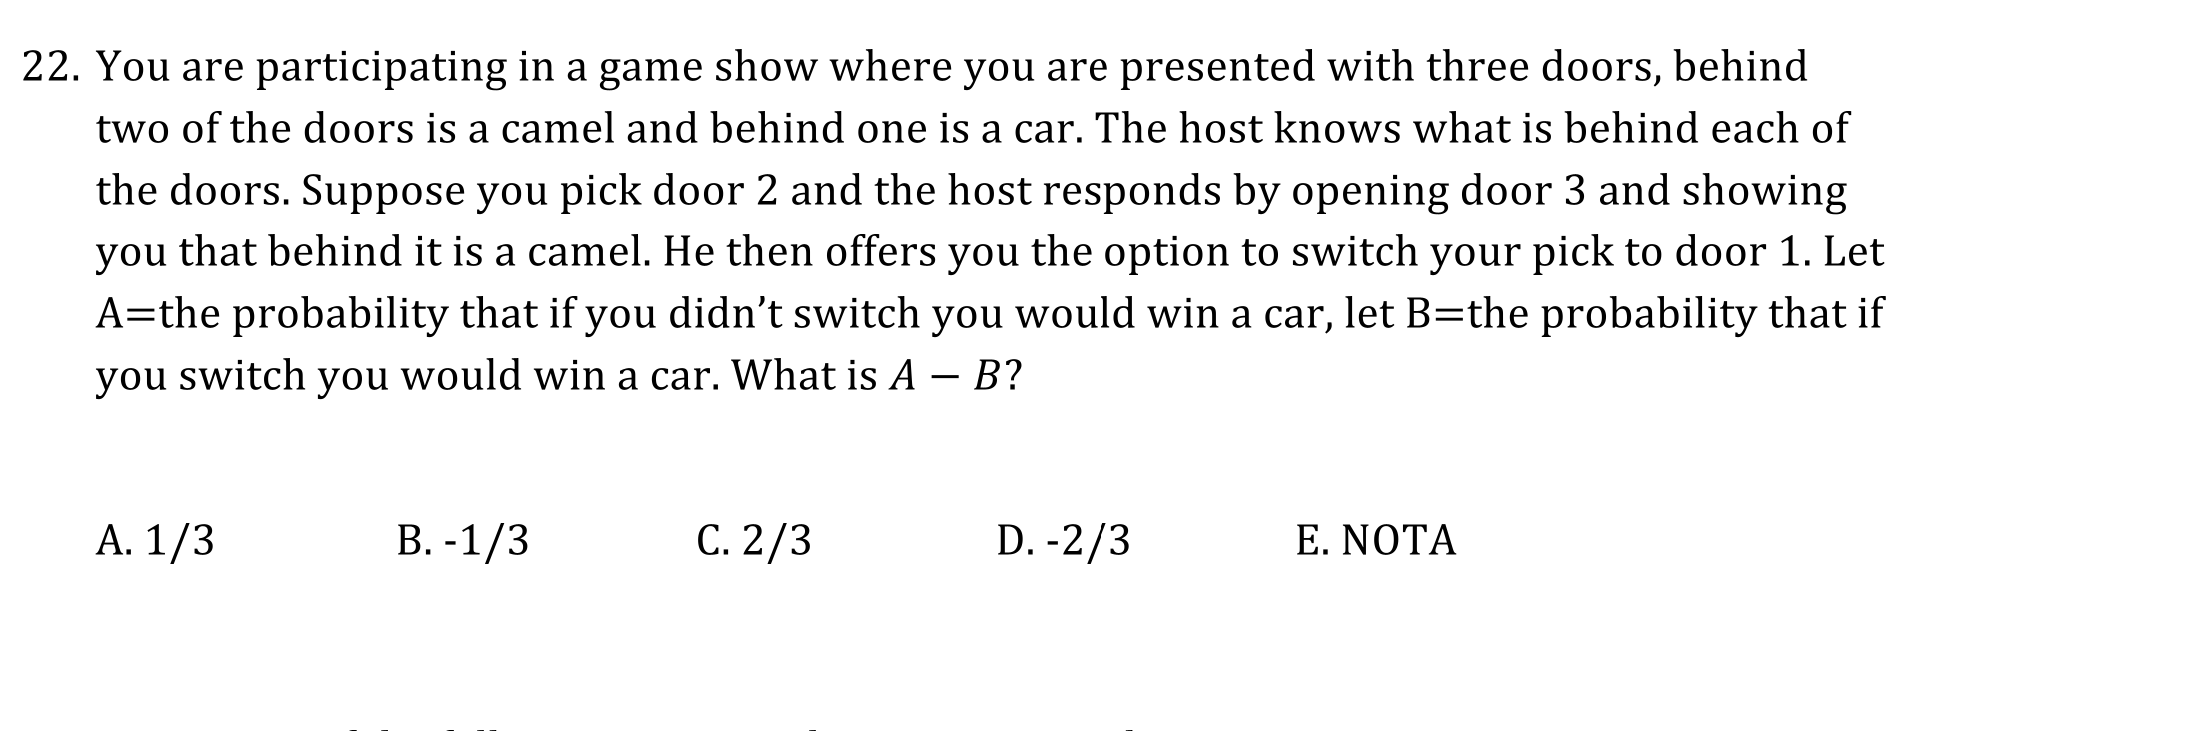 22. You are participating in a game show where you are presented with three doors, behind
two of the doors is a camel and behind one is a car. The host knows what is behind each of
the doors. Suppose you pick door 2 and the host responds by opening door 3 and showing
you that behind it is a camel. He then offers you the option to switch your pick to door 1. Let
A=the probability that if you didn’t switch you would win a car, let B=the probability that if
you switch you would win a car. What is A − B?
A. 1/3 B. -1/3 C. 2/3 D. -2/3 E. NOTA